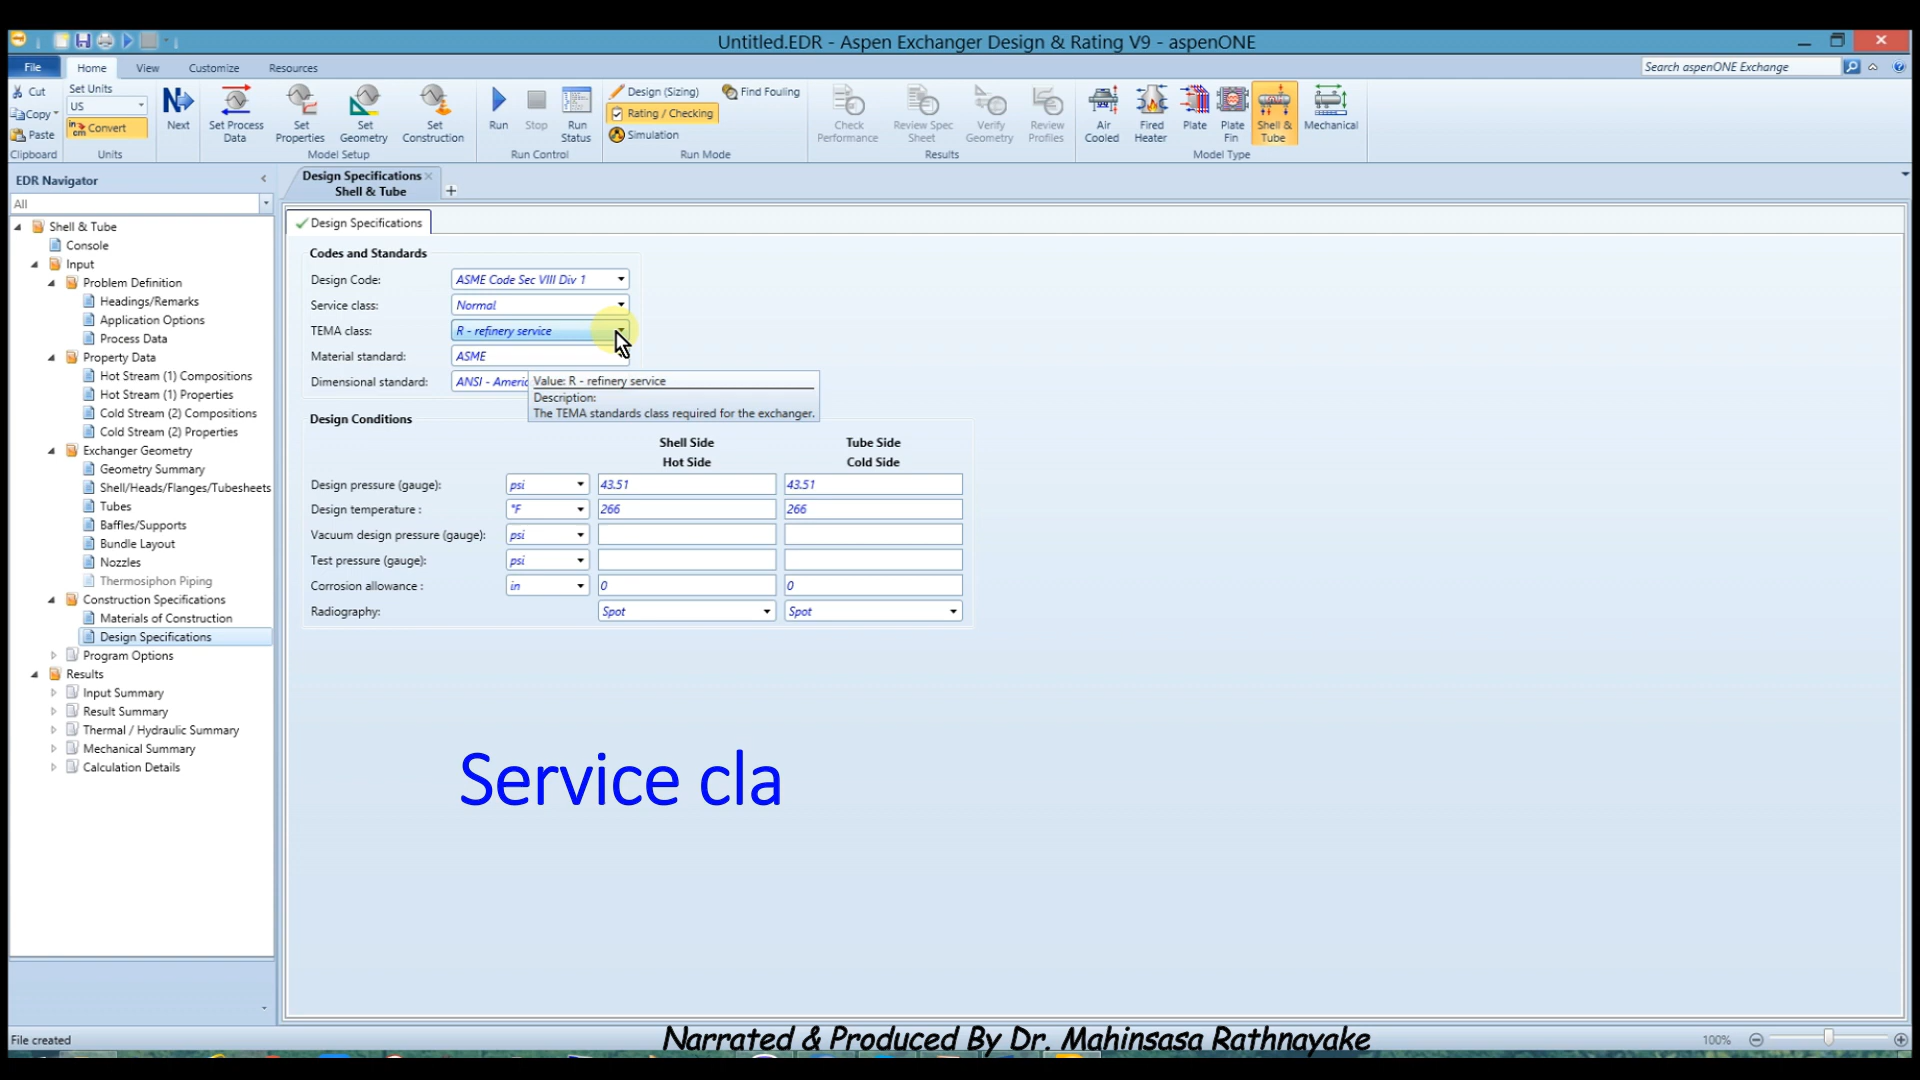 Untitled.EDR - Aspen Exchanger Design & Rating V9 - aspenONE
File Home View Customize Resources
Search aspenONE Exchange
Cut
Copy
Paste
Clipboard
Set Units
US
Convert
Units
Next
Set Process Data
Set Properties
Set Geometry
Set Construction
Model Setup
Run
Stop
Run Status
Run Control
Design (Sizing)
Rating / Checking
Simulation
Find Fouling
Run Mode
Check Performance
Review Spec Sheet
Verify Geometry
Review Profiles
Results
Air Cooled
Fired Heater
Plate
Plate Fin
Shell & Tube
Mechanical
Model Type
EDR Navigator
All
Shell & Tube
Console
Input
Problem Definition
Headings/Remarks
Application Options
Process Data
Property Data
Hot Stream (1) Compositions
Hot Stream (1) Properties
Cold Stream (2) Compositions
Cold Stream (2) Properties
Exchanger Geometry
Geometry Summary
Shell/Heads/Flanges/Tubesheets
Tubes
Baffles/Supports
Bundle Layout
Nozzles
Thermosiphon Piping
Construction Specifications
Materials of Construction
Design Specifications
Program Options
Results
Input Summary
Result Summary
Thermal / Hydraulic Summary
Mechanical Summary
Calculation Details
Design Specifications
Shell & Tube
Design Specifications
Codes and Standards
Design Code: ASME Code Sec VIII Div 1
Service class: Normal
TEMA class: R - refinery service
Material standard: ASME
Dimensional standard: ANSI - Americ
Value: R - refinery service
Description:
The TEMA standards class required for the exchanger.
Design Conditions
Shell Side Tube Side
Hot Side Cold Side
Design pressure (gauge): psi 43.51 43.51
Design temperature : °F 266 266
Vacuum design pressure (gauge): psi
Test pressure (gauge): psi
Corrosion allowance : in 0 0
Radiography: Spot Spot
Service cla
File created
Narrated & Produced By Dr. Mahinsasa Rathnayake
100%